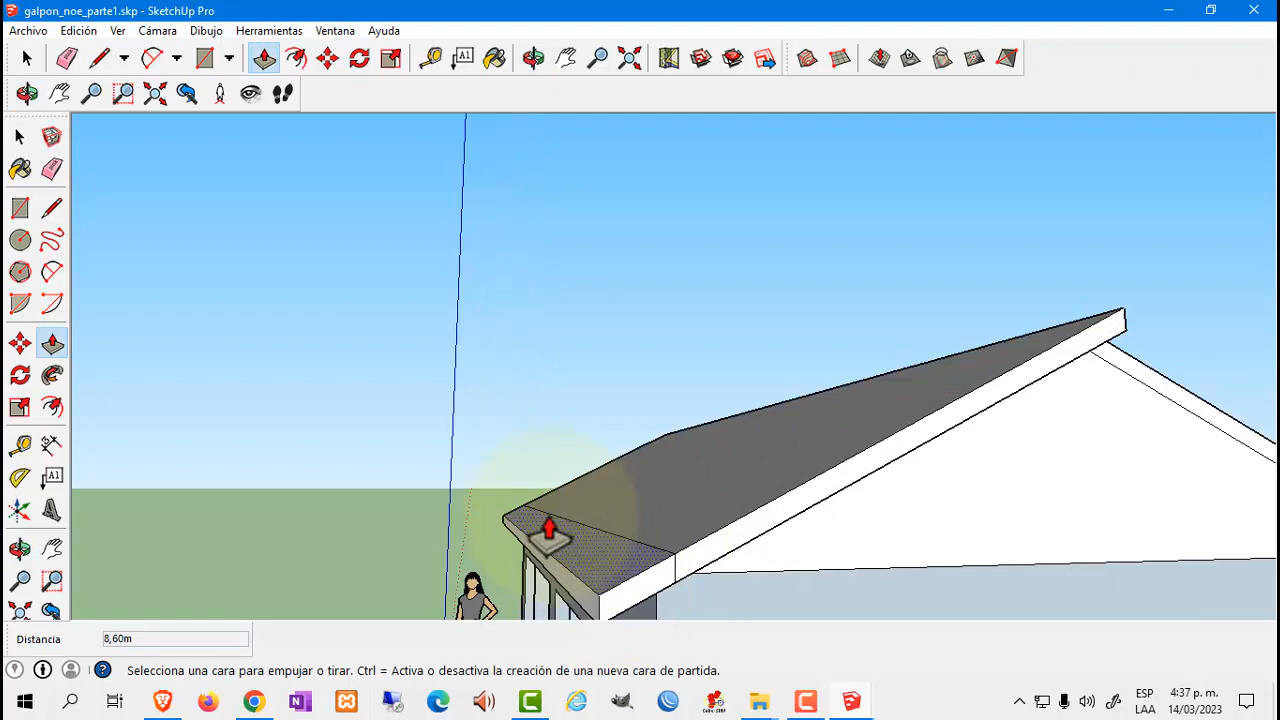 galpon_noe_parte1.skp - SketchUp Pro
Archivo Edición Ver Cámara Dibujo Herramientas Ventana Ayuda
A1
A1
Distancia 8,60m
Selecciona una cara para empujar o tirar. Ctrl = Activa o desactiva la creación de una nueva cara de partida.
ESP 4:37 p. m.
LAA 14/03/2023